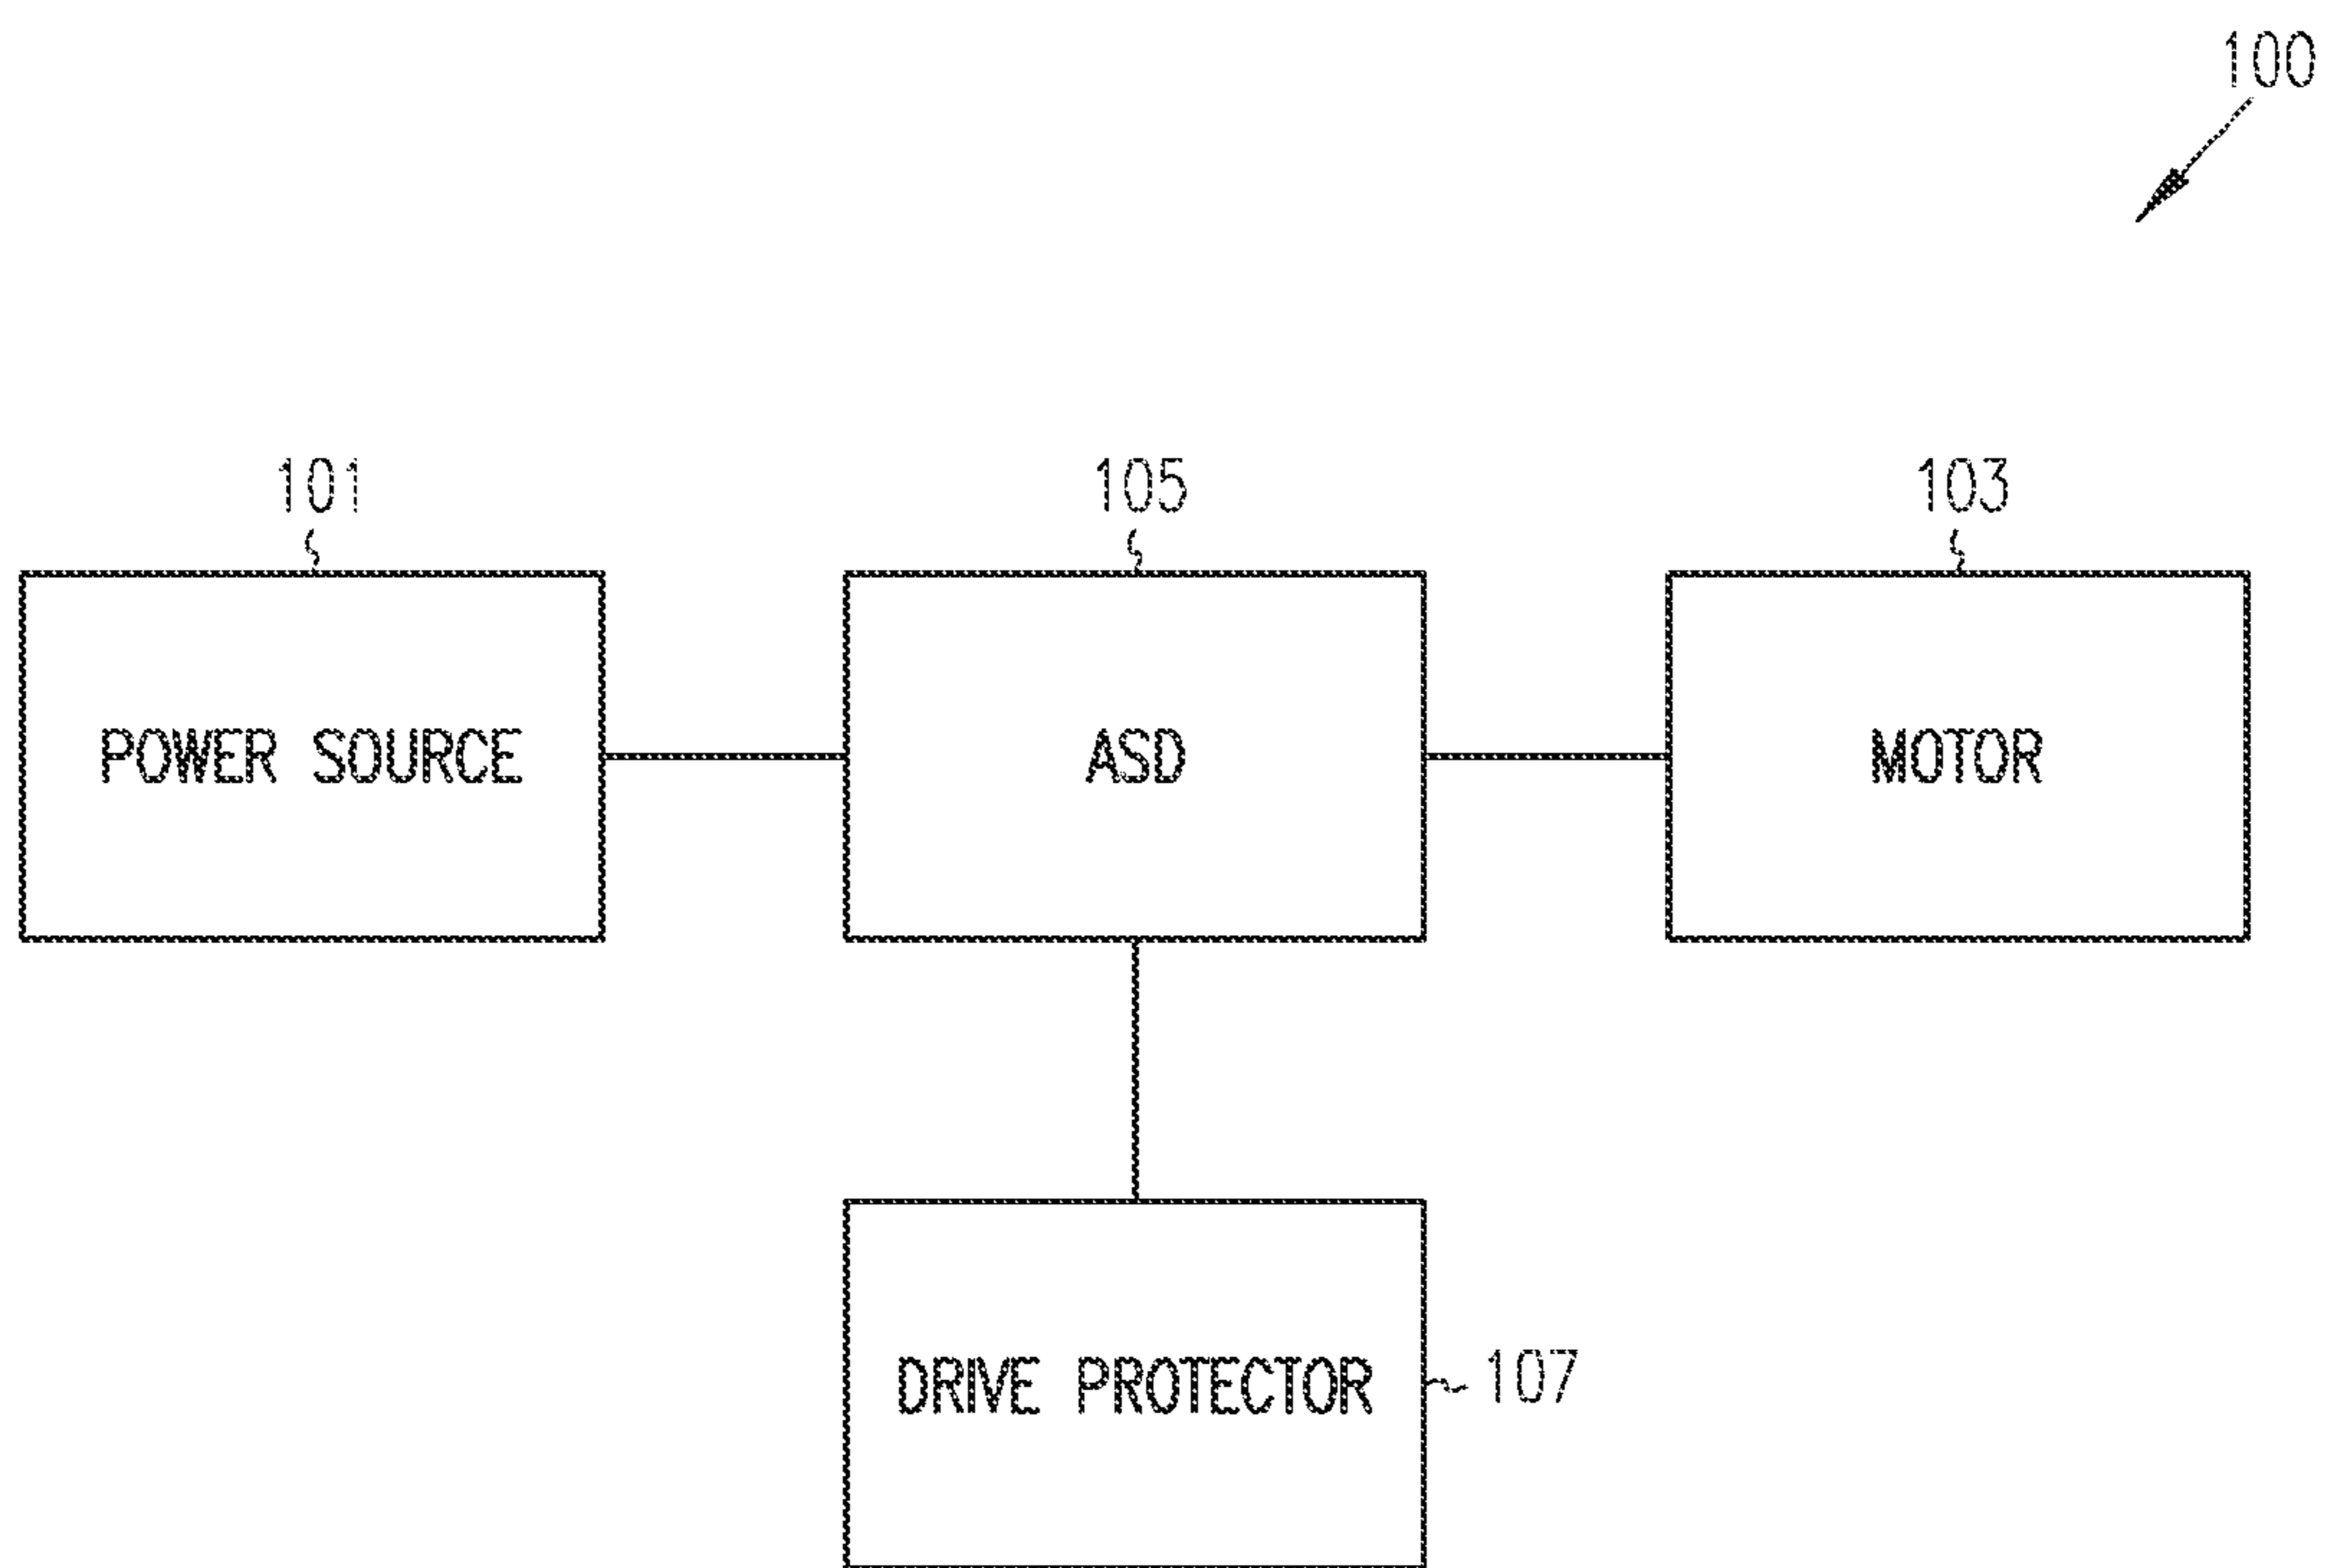 100
101
105
103
POWER SOURCE
ASD
MOTOR
DRIVE PROTECTOR
107